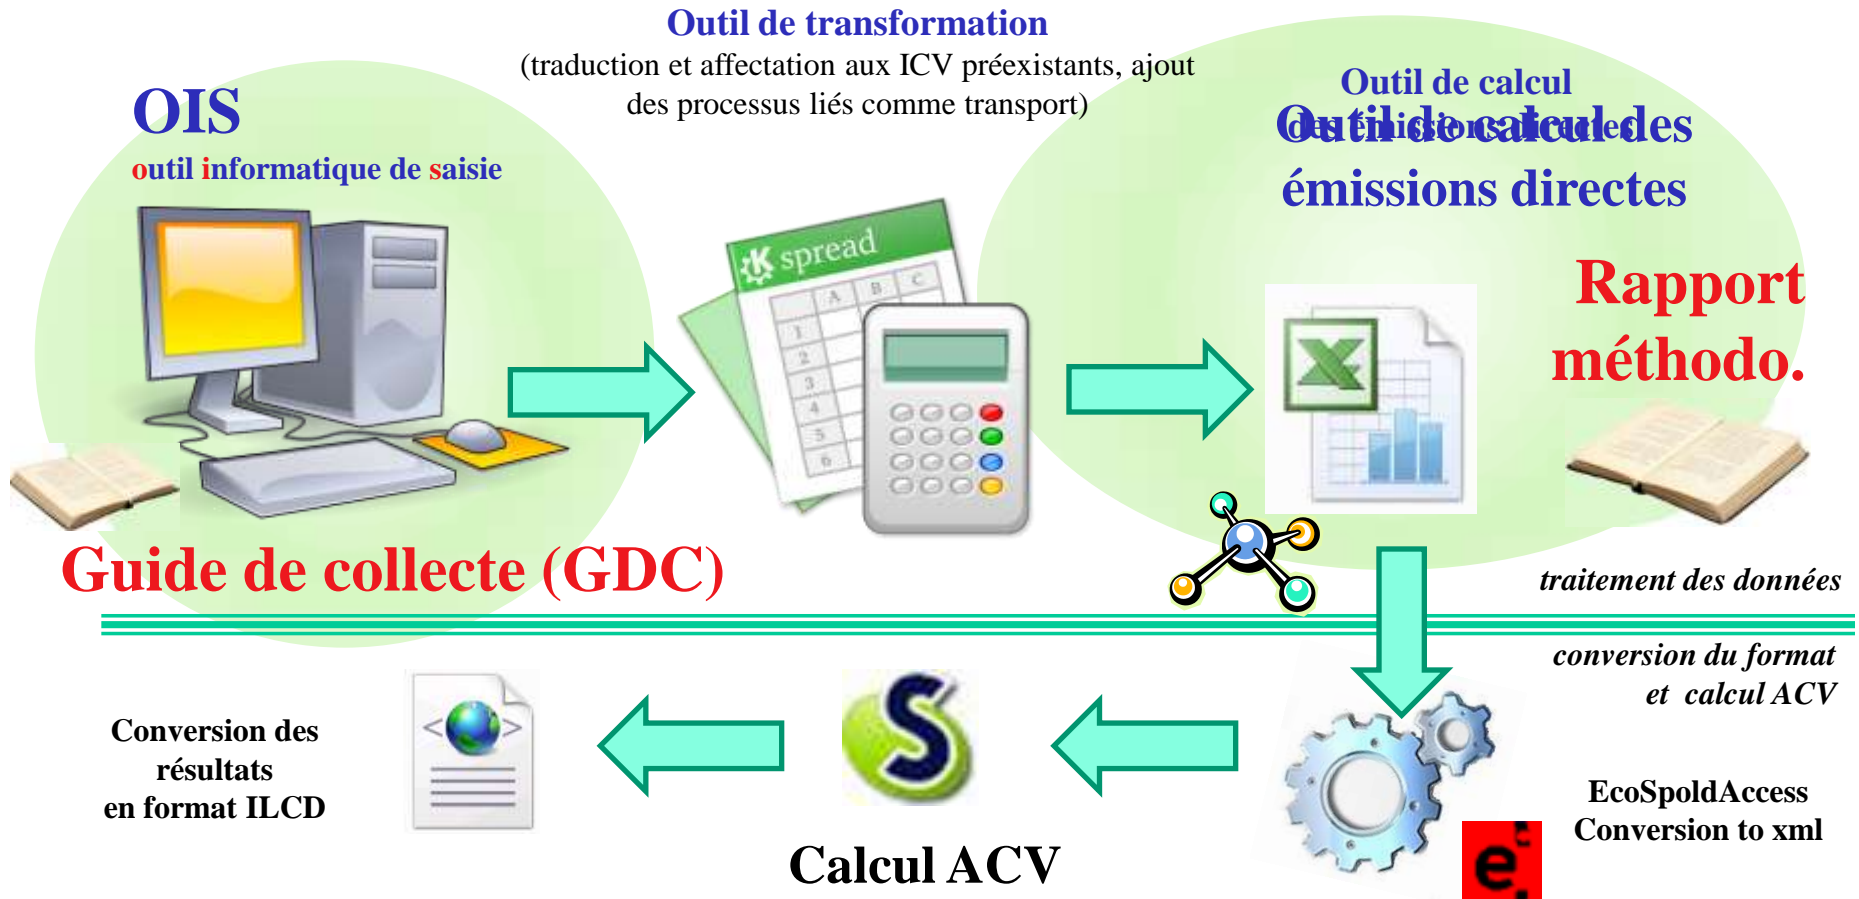 Outil de transformation
(traduction et affectation aux ICV préexistants, ajout
des processus liés comme transport)
OIS
outil informatique de saisie
Outil de calcul
des émissions directes
Outil de calcul des
émissions directes
spread
A B C
1
2
3
4
5
6
Rapport
méthodo.
Guide de collecte (GDC)
traitement des données
conversion du format
et calcul ACV
Conversion des
résultats
en format ILCD
S
Calcul ACV
EcoSpoldAccess
Conversion to xml
e